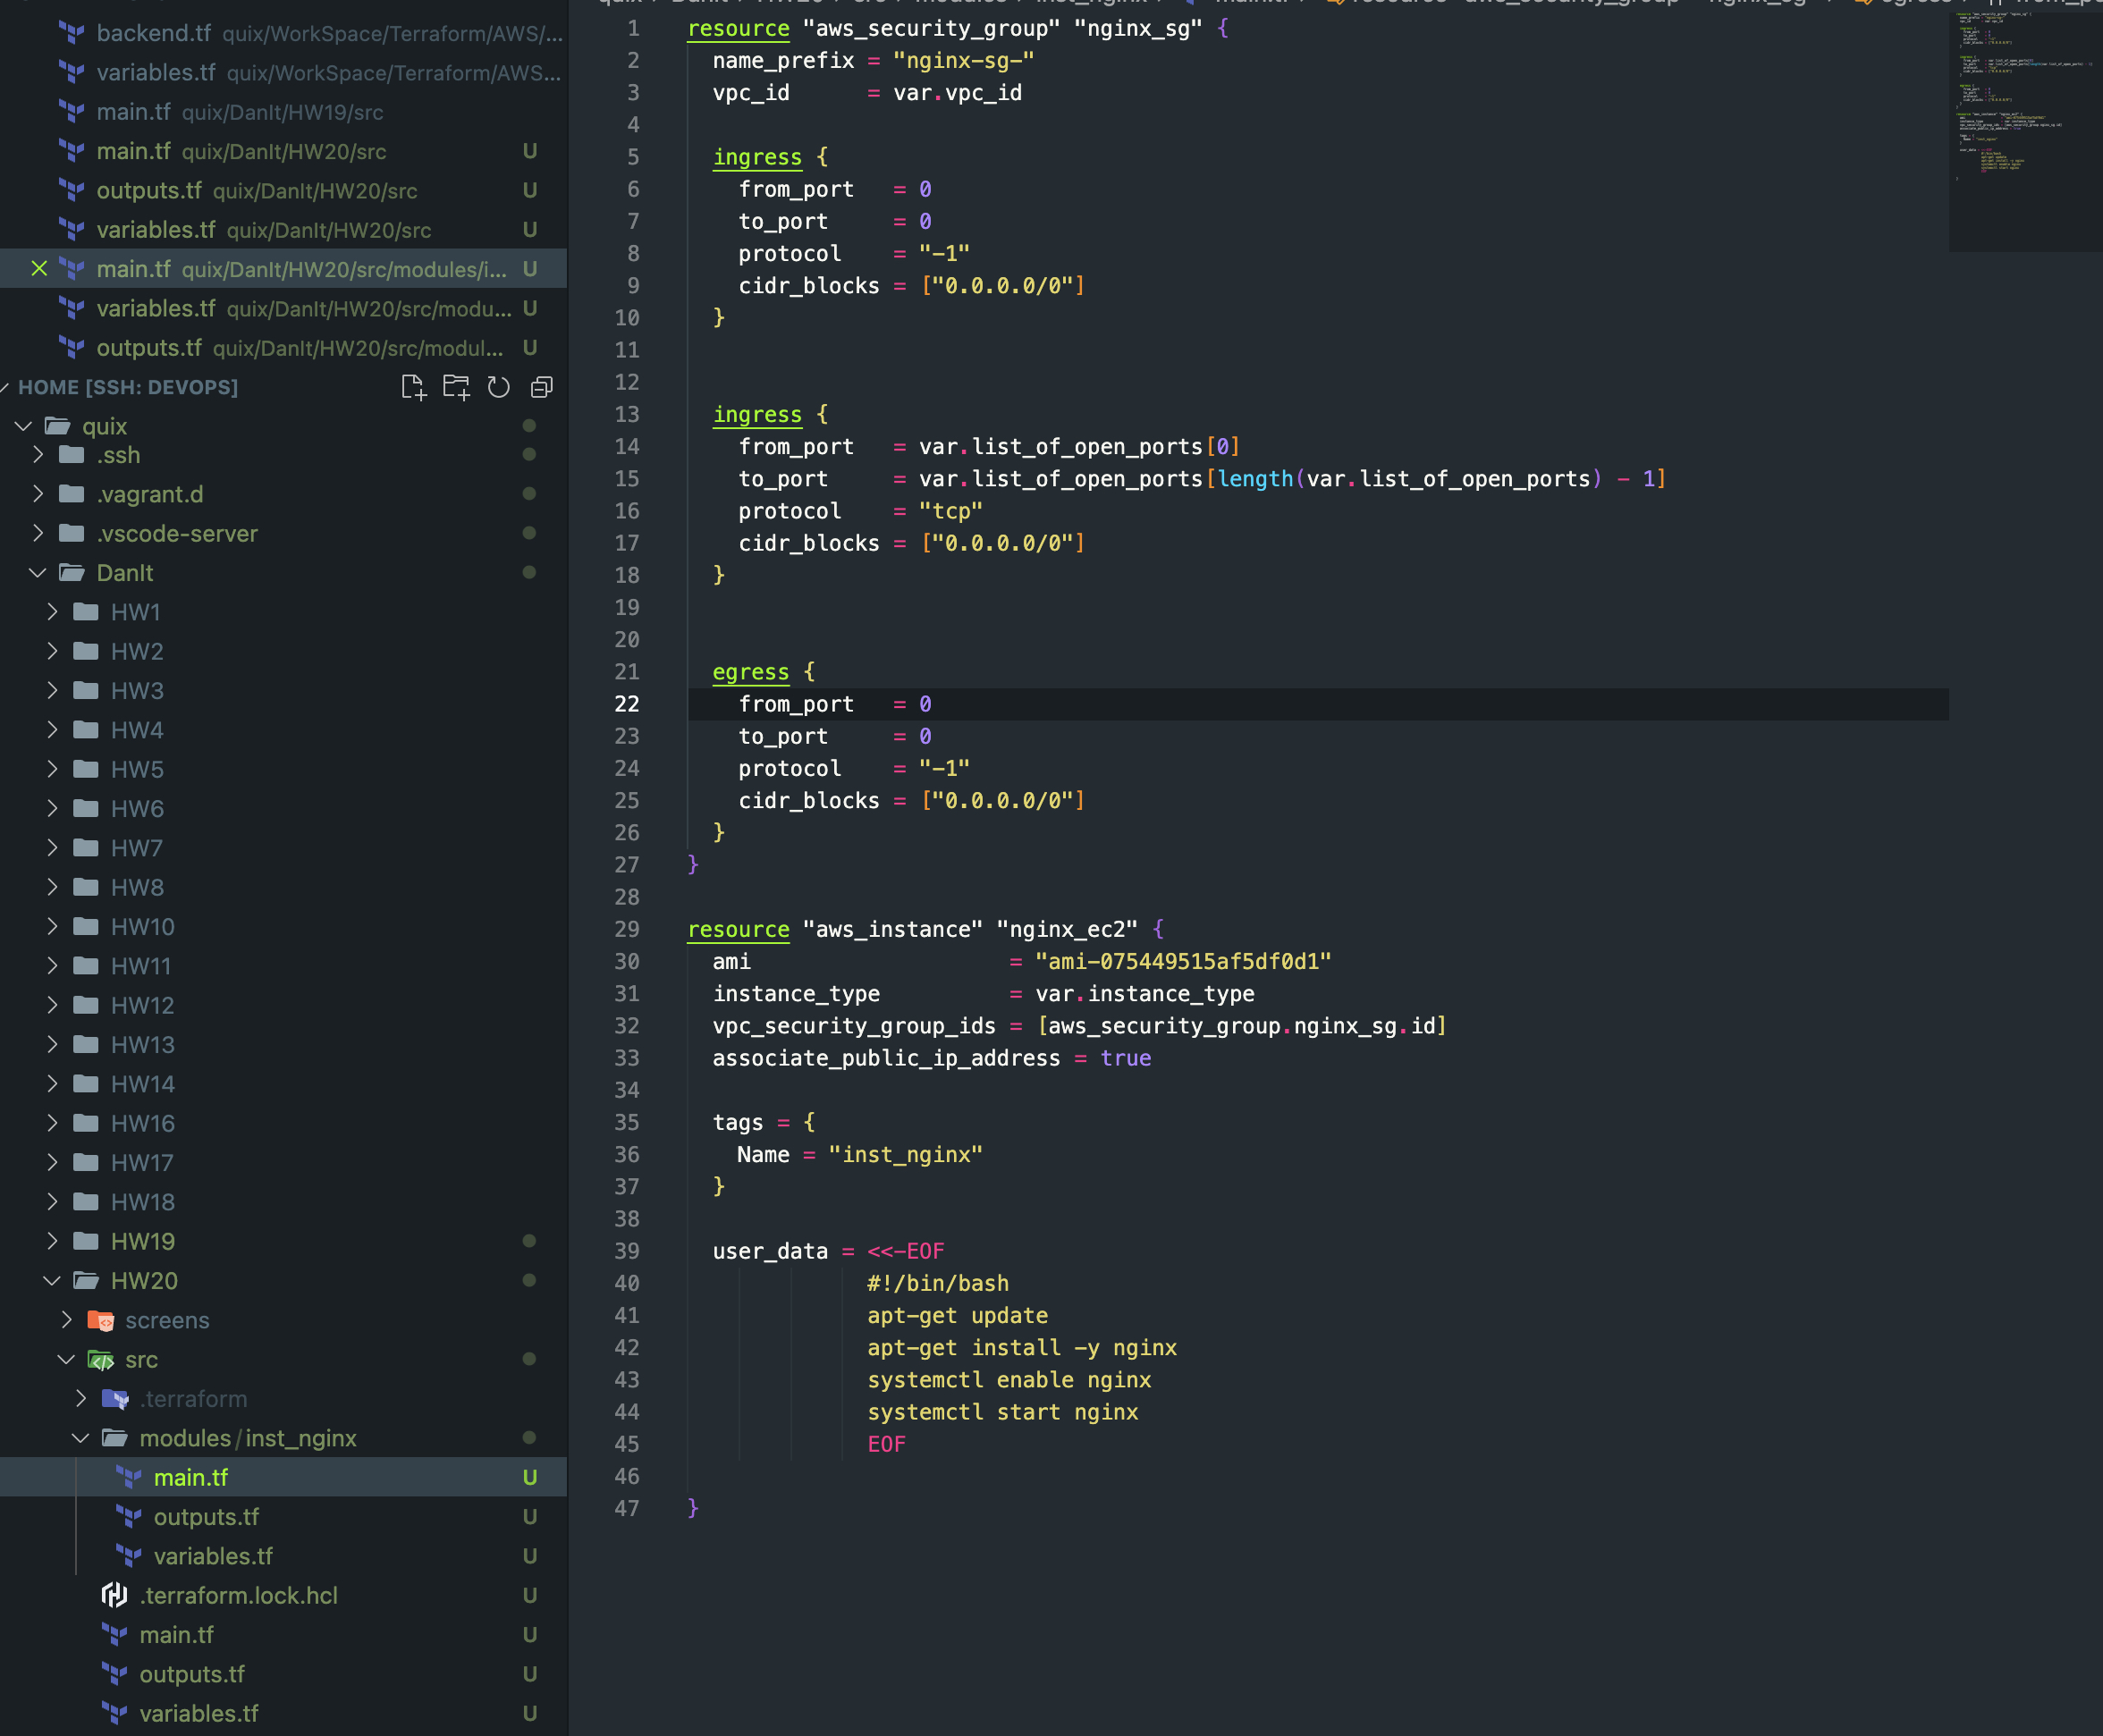 backend.tf quix/WorkSpace/Terraform/AWS/...
variables.tf quix/WorkSpace/Terraform/AWS...
main.tf quix/DanIt/HW19/src
main.tf quix/DanIt/HW20/src U
outputs.tf quix/DanIt/HW20/src U
variables.tf quix/DanIt/HW20/src U
main.tf quix/DanIt/HW20/src/modules/i... U
variables.tf quix/DanIt/HW20/src/modu... U
outputs.tf quix/DanIt/HW20/src/modul... U
HOME [SSH: DEVOPS]
quix
.ssh
.vagrant.d
.vscode-server
DanIt
HW1
HW2
HW3
HW4
HW5
HW6
HW7
HW8
HW10
HW11
HW12
HW13
HW14
HW16
HW17
HW18
HW19
HW20
screens
src
.terraform
modules/inst_nginx
main.tf U
outputs.tf U
variables.tf U
.terraform.lock.hcl U
main.tf U
outputs.tf U
variables.tf U
1 resource "aws_security_group" "nginx_sg" {
2 name_prefix = "nginx-sg-"
3 vpc_id = var.vpc_id
4
5 ingress {
6 from_port = 0
7 to_port = 0
8 protocol = "-1"
9 cidr_blocks = ["0.0.0.0/0"]
10 }
11
12
13 ingress {
14 from_port = var.list_of_open_ports[0]
15 to_port = var.list_of_open_ports[length(var.list_of_open_ports) - 1]
16 protocol = "tcp"
17 cidr_blocks = ["0.0.0.0/0"]
18 }
19
20
21 egress {
22 from_port = 0
23 to_port = 0
24 protocol = "-1"
25 cidr_blocks = ["0.0.0.0/0"]
26 }
27 }
28
29 resource "aws_instance" "nginx_ec2" {
30 ami = "ami-075449515af5df0d1"
31 instance_type = var.instance_type
32 vpc_security_group_ids = [aws_security_group.nginx_sg.id]
33 associate_public_ip_address = true
34
35 tags = {
36 Name = "inst_nginx"
37 }
38
39 user_data = <<-EOF
40 #!/bin/bash
41 apt-get update
42 apt-get install -y nginx
43 systemctl enable nginx
44 systemctl start nginx
45 EOF
46
47 }